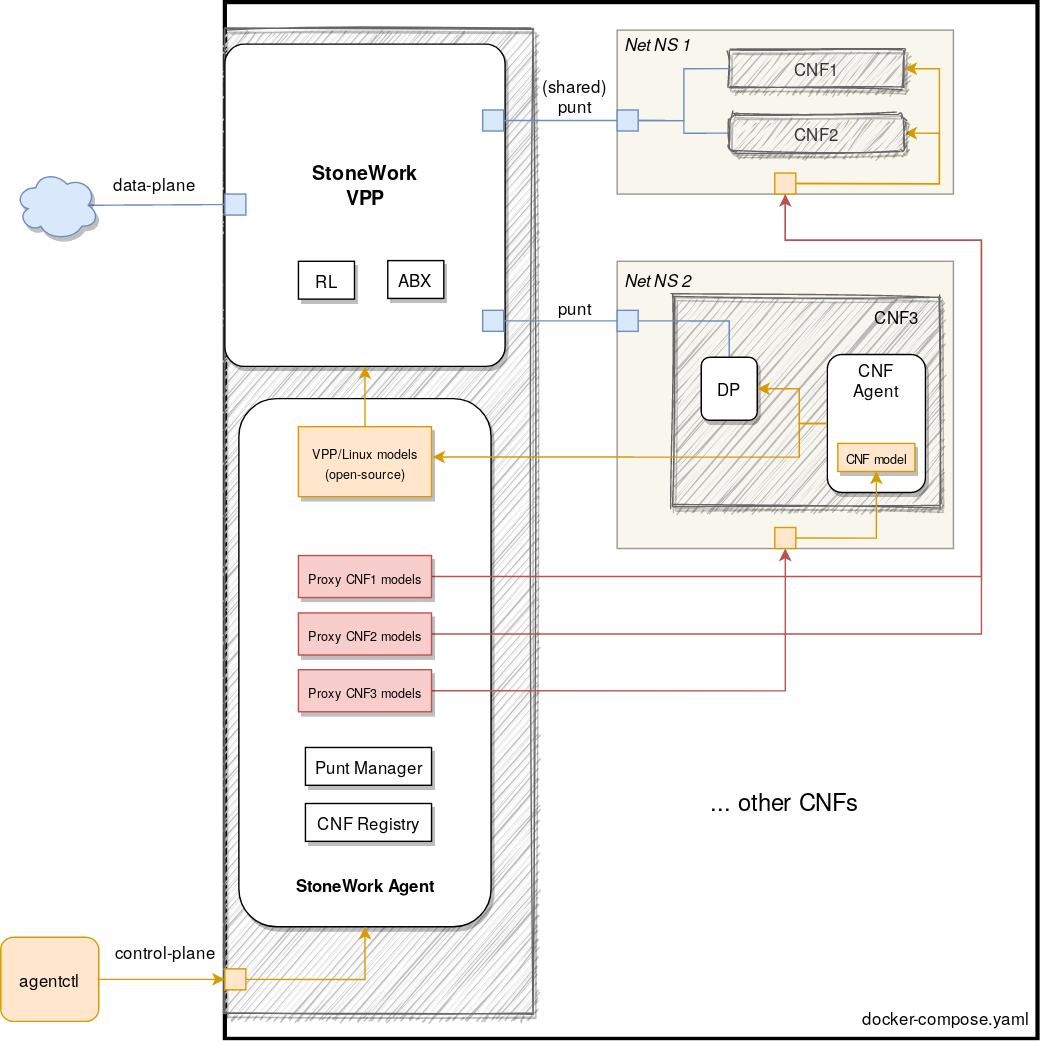 Net NS 1
CNF1
CNF2
(shared)
punt
StoneWork
VPP
data-plane
RL
ABX
Net NS 2
punt
CNF3
DP
CNF
Agent
CNF model
VPP/Linux models
(open-source)
Proxy CNF1 models
Proxy CNF2 models
Proxy CNF3 models
Punt Manager
CNF Registry
... other CNFs
StoneWork Agent
control-plane
agentctl
docker-compose.yaml